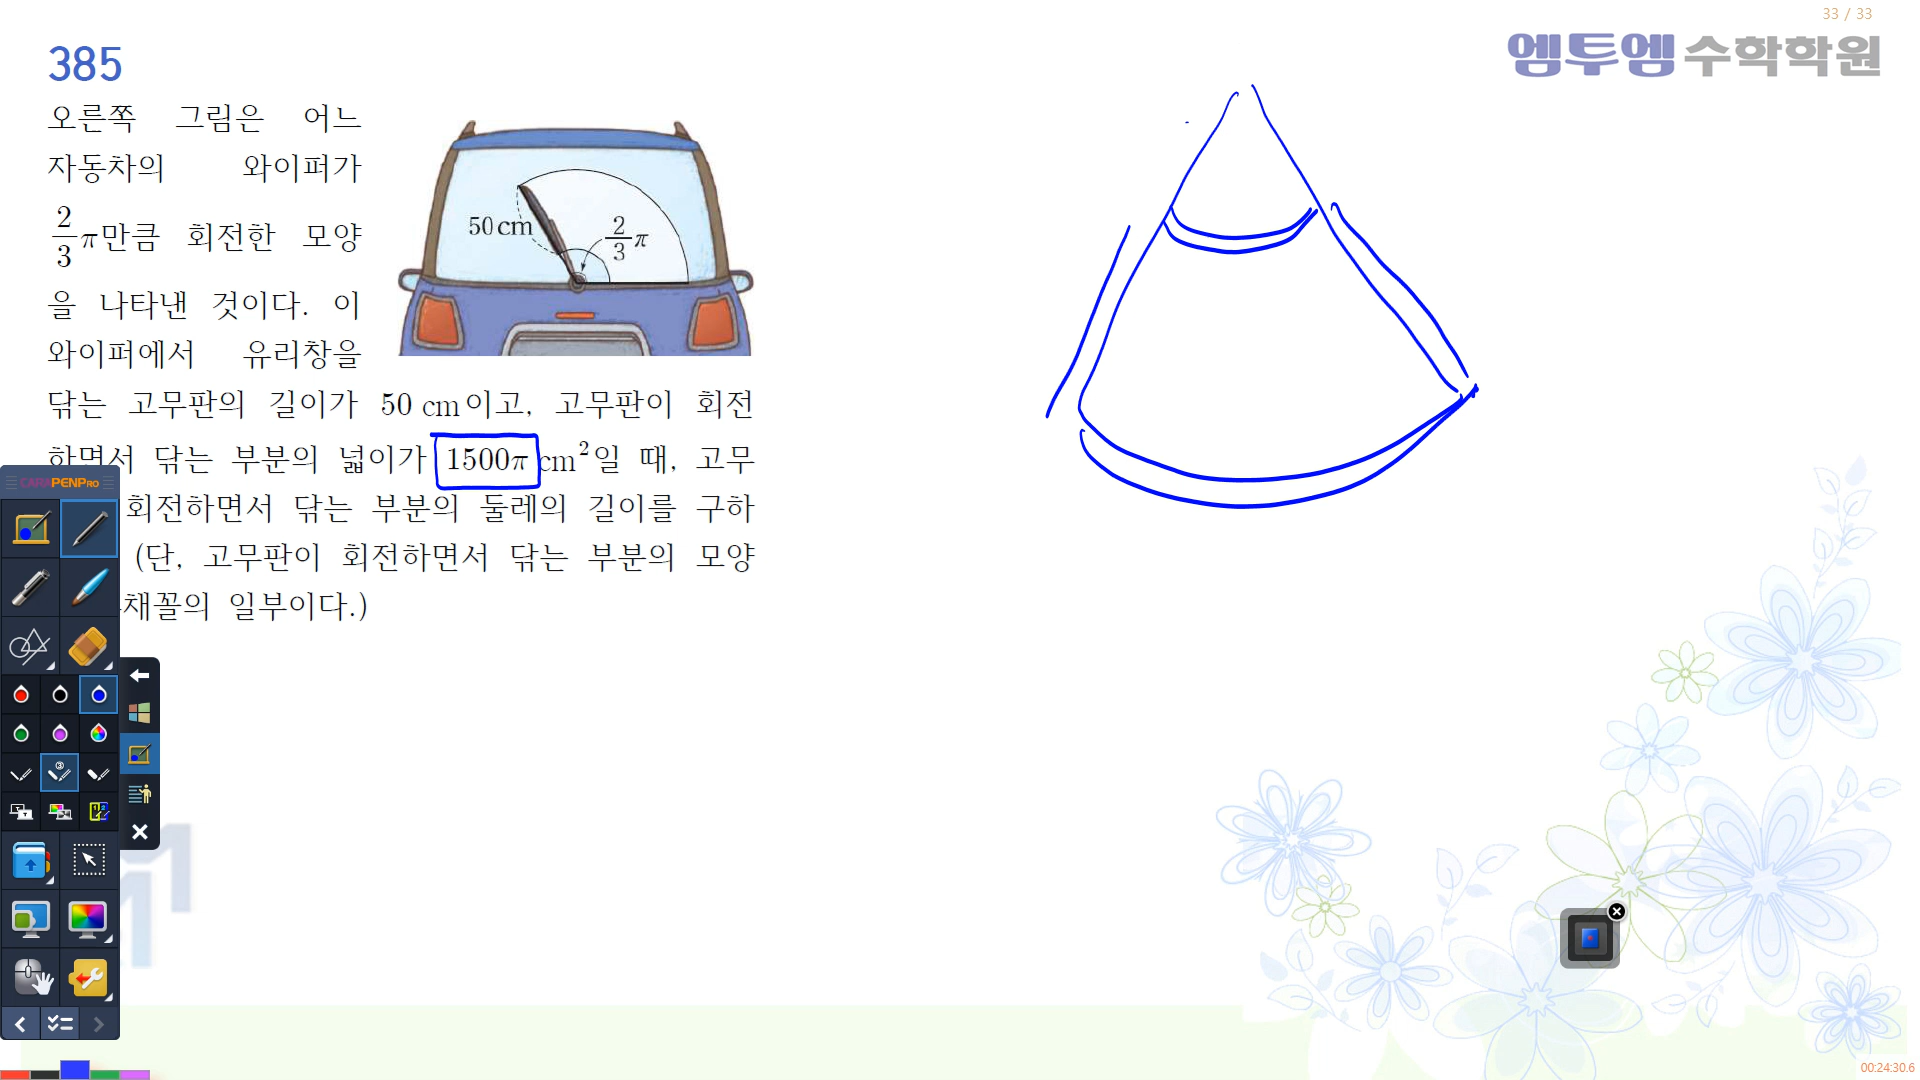 33 / 33
엠투엠 수학학원
385
오른쪽 그림은 어느
자동차의 와이퍼가
2/3 π만큼 회전한 모양
을 나타낸 것이다. 이
와이퍼에서 유리창을
50 cm
2/3 π
닦는 고무판의 길이가 50 cm이고, 고무판이 회전
하면서 닦는 부분의 넓이가 1500π cm²일 때, 고무
회전하면서 닦는 부분의 둘레의 길이를 구하
(단, 고무판이 회전하면서 닦는 부분의 모양
채꼴의 일부이다.)
CARAPENPRO
00:24:30.6